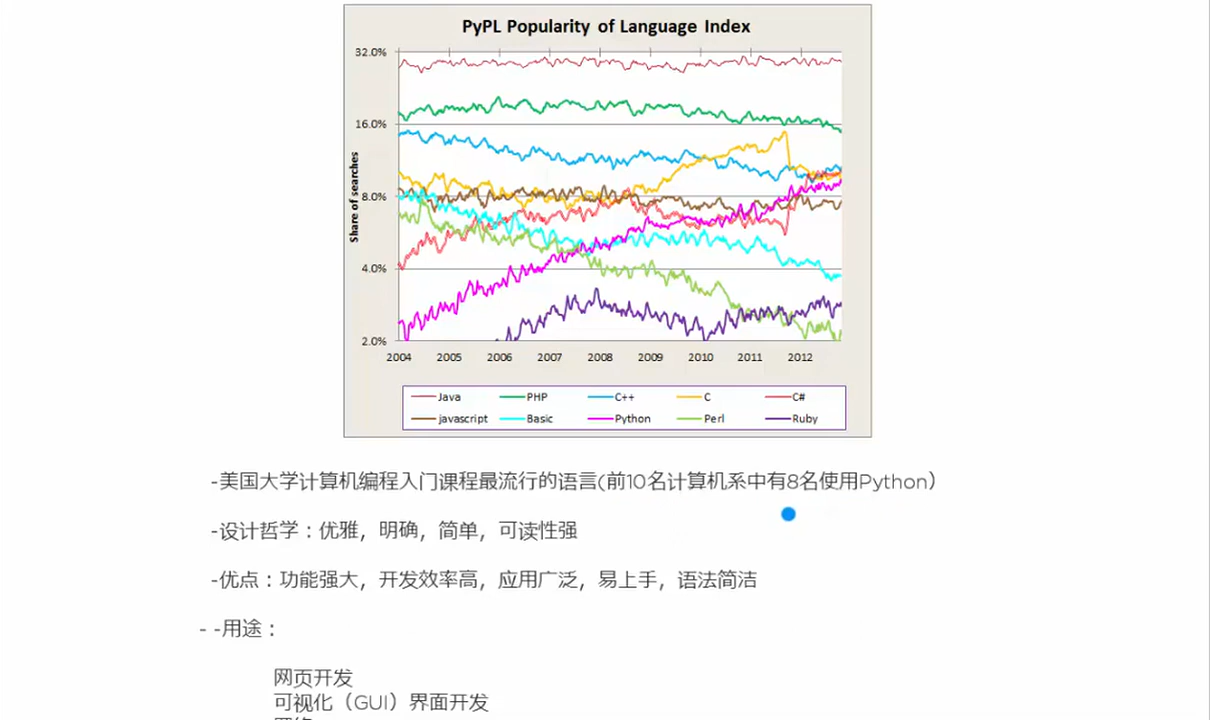 PyPL Popularity of Language Index
32.0%
16.0%
8.0%
4.0%
2.0%
Share of searches
2004 2005 2006 2007 2008 2009 2010 2011 2012
Java PHP C++ C C#
javascript Basic Python Perl Ruby
-美国大学计算机编程入门课程最流行的语言(前10名计算机系中有8名使用Python）
-设计哲学：优雅，明确，简单，可读性强
-优点：功能强大，开发效率高，应用广泛，易上手，语法简洁
- -用途：
网页开发
可视化（GUI）界面开发